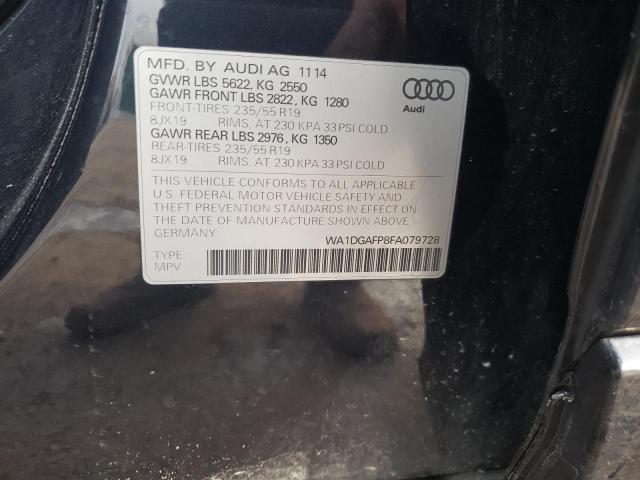 MFD. BY AUDI AG 11 14
GVWR LBS 5622, KG 2550
GAWR FRONT LBS 2822, KG 1280
FRONT-TIRES 235/55 R19
8JX19 RIMS. AT 230 KPA 33 PSI COLD
GAWR REAR LBS 2976, KG 1350
REAR-TIRES 235/55 R19
8JX19 RIMS. AT 230 KPA 33 PSI COLD
Audi
THIS VEHICLE CONFORMS TO ALL APPLICABLE
U.S. FEDERAL MOTOR VEHICLE SAFETY AND
THEFT PREVENTION STANDARDS IN EFFECT ON
THE DATE OF MANUFACTURE SHOWN ABOVE
GERMANY
WA1DGAFP8FA079728
TYPE
MPV